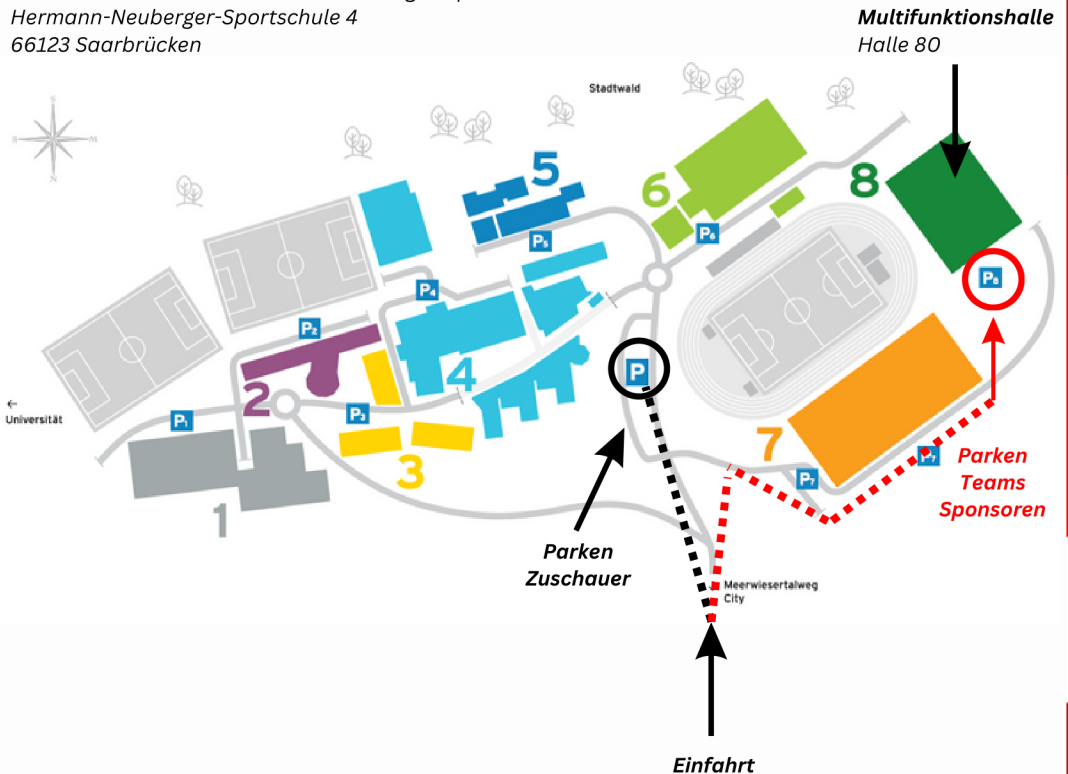 Hermann-Neuberger-Sportschule 4
66123 Saarbrücken
Multifunktionshalle
Halle 80
Stadtwald
5
6
8
P5
P6
P8
P4
P2
P
4
2
←
Universität
P1
P3
7
3
P7
P7
Parken
Teams
Sponsoren
1
Parken
Zuschauer
Meerwiesertalweg
City
Einfahrt